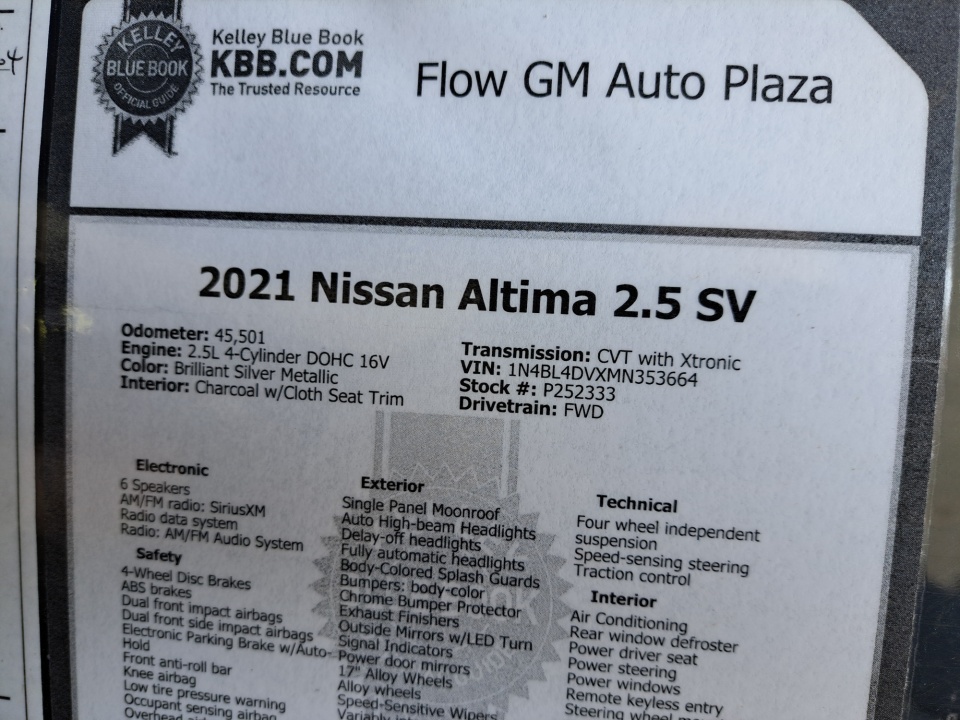 4
KELLEY
BLUE BOOK
OFFICIAL GUIDE
Kelley Blue Book
KBB.COM
The Trusted Resource
Flow GM Auto Plaza
2021 Nissan Altima 2.5 SV
Odometer: 45,501
Engine: 2.5L 4-Cylinder DOHC 16V
Color: Brilliant Silver Metallic
Interior: Charcoal w/Cloth Seat Trim
Transmission: CVT with Xtronic
VIN: 1N4BL4DVXMN353664
Stock #: P252333
Drivetrain: FWD
Electronic
6 Speakers
AM/FM radio: SiriusXM
Radio data system
Radio: AM/FM Audio System
Safety
4-Wheel Disc Brakes
ABS brakes
Dual front impact airbags
Dual front side impact airbags
Electronic Parking Brake w/Auto-
Hold
Front anti-roll bar
Knee airbag
Low tire pressure warning
Occupant sensing airbag
Overhead
Exterior
Single Panel Moonroof
Auto High-beam Headlights
Delay-off headlights
Fully automatic headlights
Body-Colored Splash Guards
Bumpers: body-color
Chrome Bumper Protector
Exhaust Finishers
Outside Mirrors w/LED Turn
Signal Indicators
Power door mirrors
17" Alloy Wheels
Alloy wheels
Speed-Sensitive Wipers
Technical
Four wheel independent
suspension
Speed-sensing steering
Traction control
Interior
Air Conditioning
Rear window defroster
Power driver seat
Power steering
Power windows
Remote keyless entry
Steering wheel